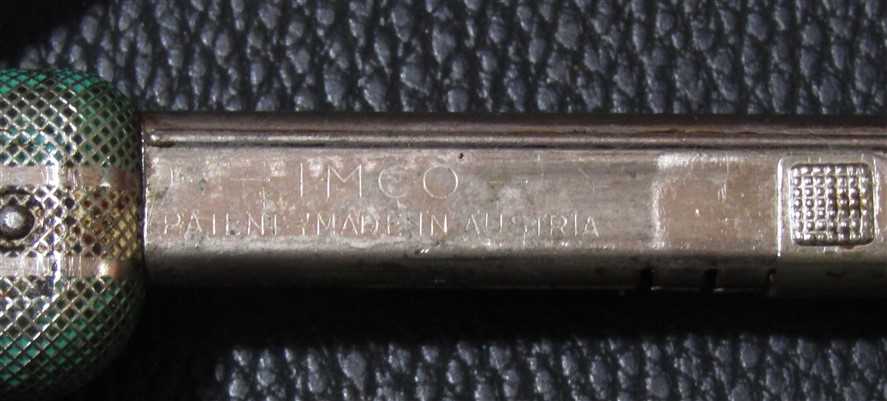 IMCO
PATENT MADE IN AUSTRIA